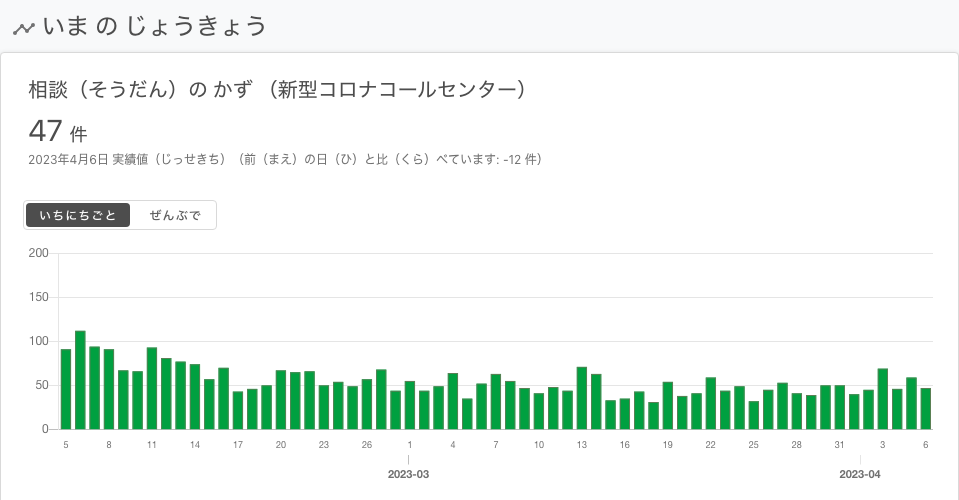 いま の じょうきょう
相談（そうだん）の かず （新型コロナコールセンター）
47 件
2023年4月6日 実績値（じっせきち）（前（まえ）の日（ひ）と比（くら）べています: -12 件）
いちにちごと ぜんぶで
200
150
100
50
0
5 8 11 14 17 20 23 26 1 4 7 10 13 16 19 22 25 28 31 3 6
2023-03 2023-04